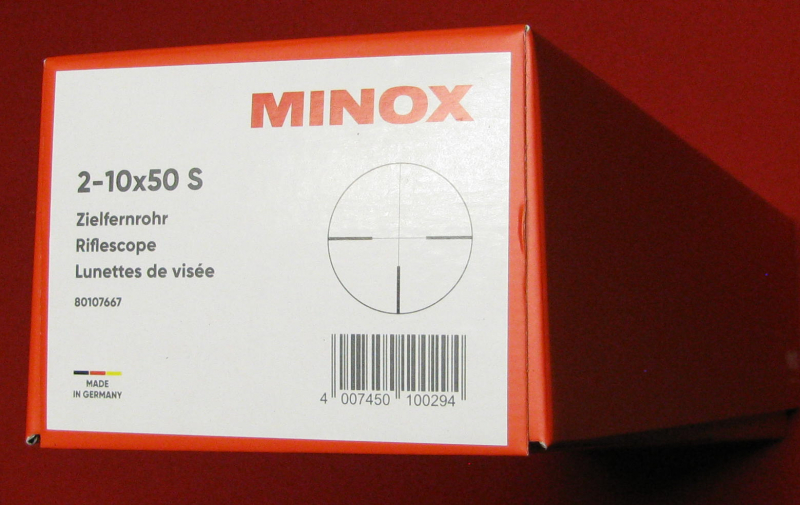 MINOX
2-10x50 S
Zielfernrohr
Riflescope
Lunettes de visée
80107667
MADE
IN GERMANY
4 007450 100294